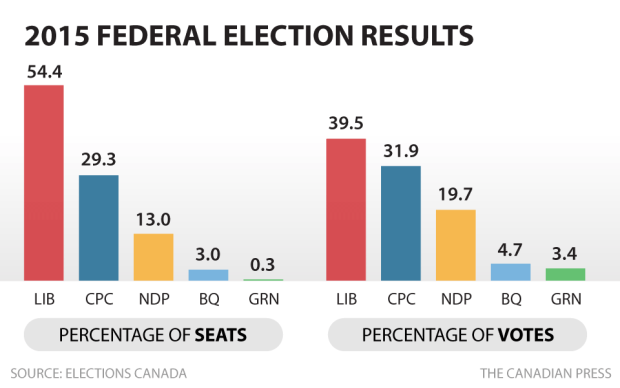 2015 FEDERAL ELECTION RESULTS
54.4
29.3
13.0
3.0
0.3
LIB CPC NDP BQ GRN
PERCENTAGE OF SEATS
39.5
31.9
19.7
4.7
3.4
LIB CPC NDP BQ GRN
PERCENTAGE OF VOTES
SOURCE: ELECTIONS CANADA
THE CANADIAN PRESS